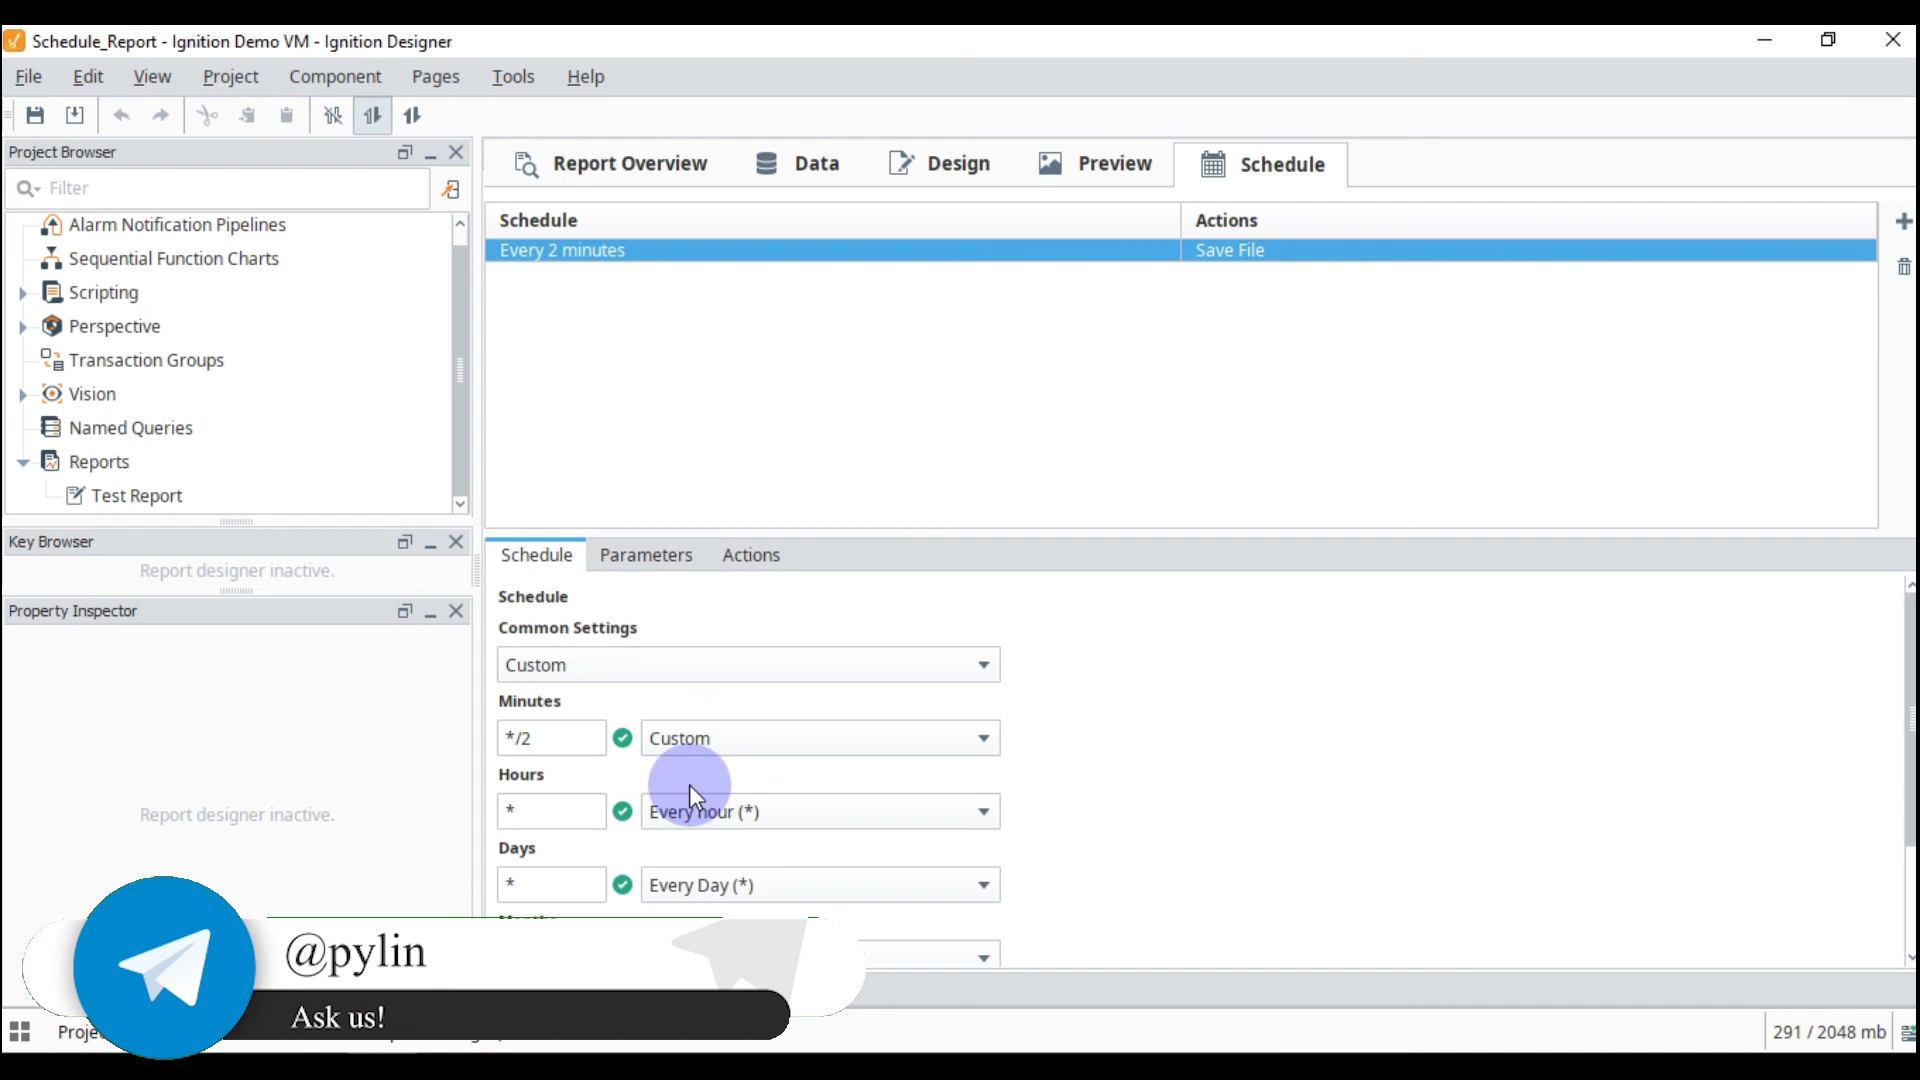 Schedule_Report - Ignition Demo VM - Ignition Designer
File Edit View Project Component Pages Tools Help
Project Browser
Filter
Alarm Notification Pipelines
Sequential Function Charts
Scripting
Perspective
Transaction Groups
Vision
Named Queries
Reports
Test Report
Key Browser
Report designer inactive.
Property Inspector
Report designer inactive.
Report Overview Data Design Preview Schedule
Schedule Actions
Every 2 minutes Save File
Schedule Parameters Actions
Schedule
Common Settings
Custom
Minutes
*/2 Custom
Hours
* Every hour (*)
Days
* Every Day (*)
@pylin
Ask us!
291 / 2048 mb